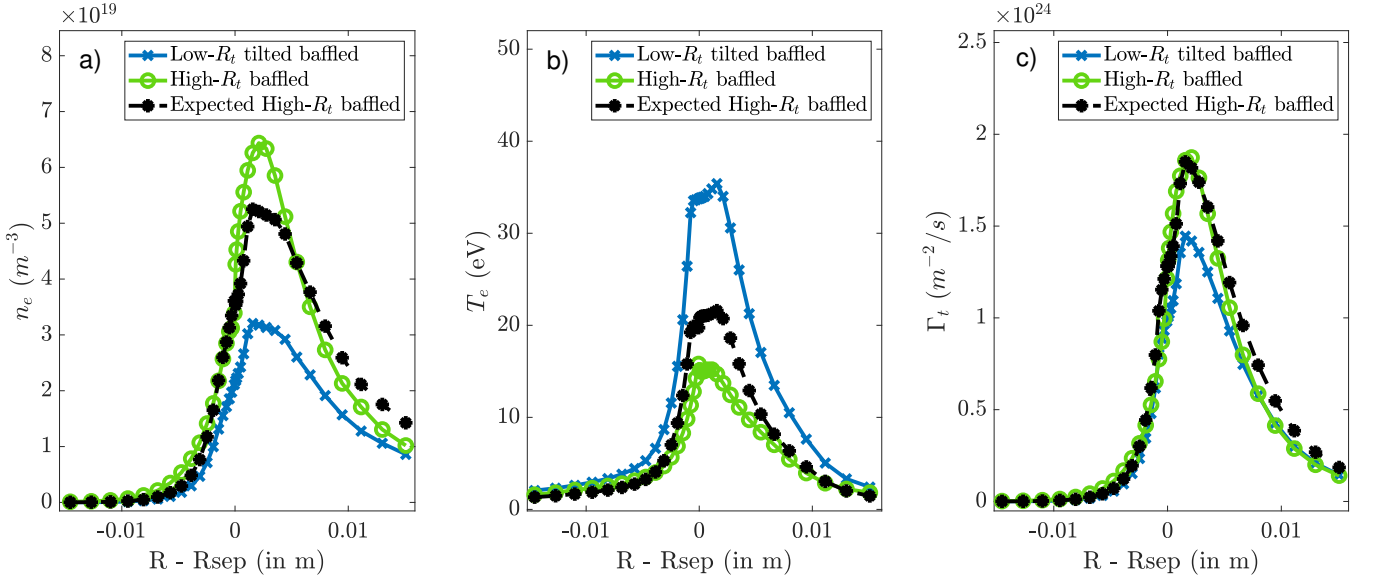 ×10^19
a)
Low-R_t tilted baffled
High-R_t baffled
Expected High-R_t baffled
8
7
6
5
4
3
2
1
0
n_e (m^{-3})
-0.01
0
0.01
R - Rsep (in m)
b)
Low-R_t tilted baffled
High-R_t baffled
Expected High-R_t baffled
50
40
30
20
10
0
T_e (eV)
-0.01
0
0.01
R - Rsep (in m)
×10^24
c)
Low-R_t tilted baffled
High-R_t baffled
Expected High-R_t baffled
2.5
2
1.5
1
0.5
0
Γ_t (m^{-2}/s)
-0.01
0
0.01
R - Rsep (in m)